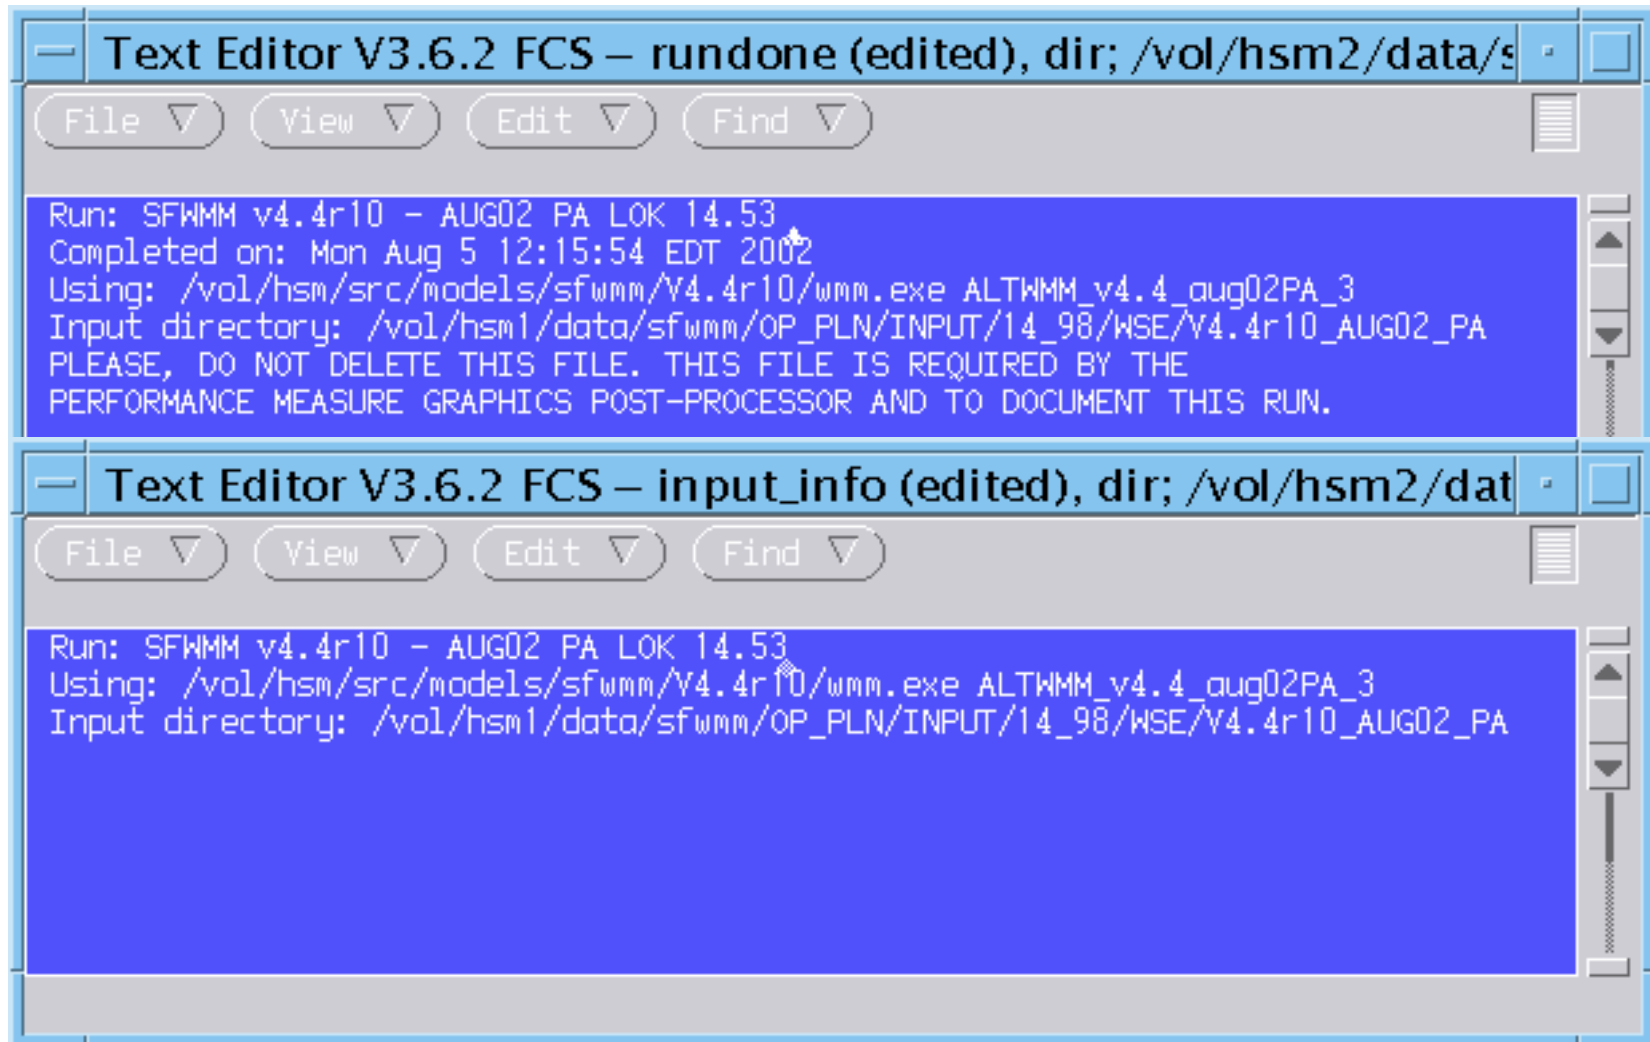 Text Editor V3.6.2 FCS – rundone (edited), dir; /vol/hsm2/data/s
File View Edit Find
Run: SFWMM v4.4r10 - AUG02 PA LOK 14.53
Completed on: Mon Aug 5 12:15:54 EDT 2002
Using: /vol/hsm/src/models/sfwmm/V4.4r10/wmm.exe ALTWMM_v4.4_aug02PA_3
Input directory: /vol/hsm1/data/sfwmm/OP_PLN/INPUT/14_98/WSE/V4.4r10_AUG02_PA
PLEASE, DO NOT DELETE THIS FILE. THIS FILE IS REQUIRED BY THE
PERFORMANCE MEASURE GRAPHICS POST-PROCESSOR AND TO DOCUMENT THIS RUN.
Text Editor V3.6.2 FCS – input_info (edited), dir; /vol/hsm2/dat
File View Edit Find
Run: SFWMM v4.4r10 - AUG02 PA LOK 14.53
Using: /vol/hsm/src/models/sfwmm/V4.4r10/wmm.exe ALTWMM_v4.4_aug02PA_3
Input directory: /vol/hsm1/data/sfwmm/OP_PLN/INPUT/14_98/WSE/V4.4r10_AUG02_PA